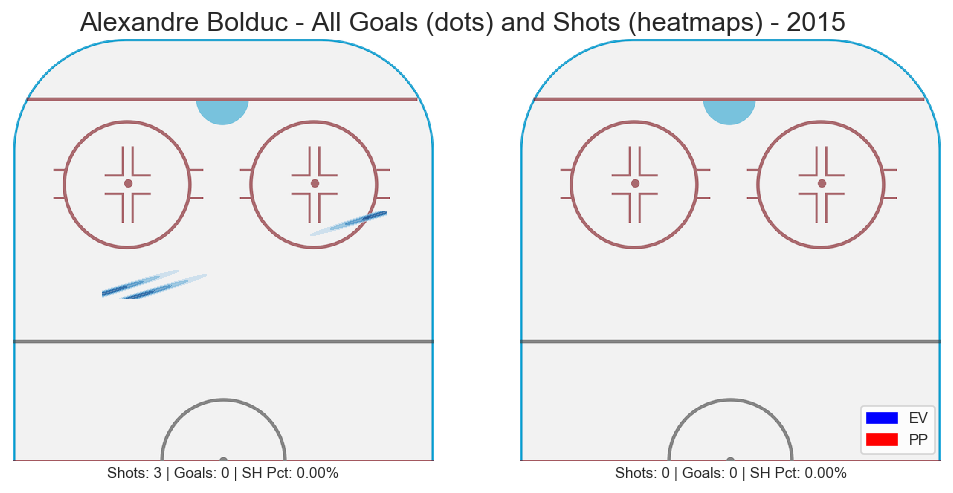 Alexandre Bolduc - All Goals (dots) and Shots (heatmaps) - 2015
EV
PP
Shots: 3 | Goals: 0 | SH Pct: 0.00%
Shots: 0 | Goals: 0 | SH Pct: 0.00%